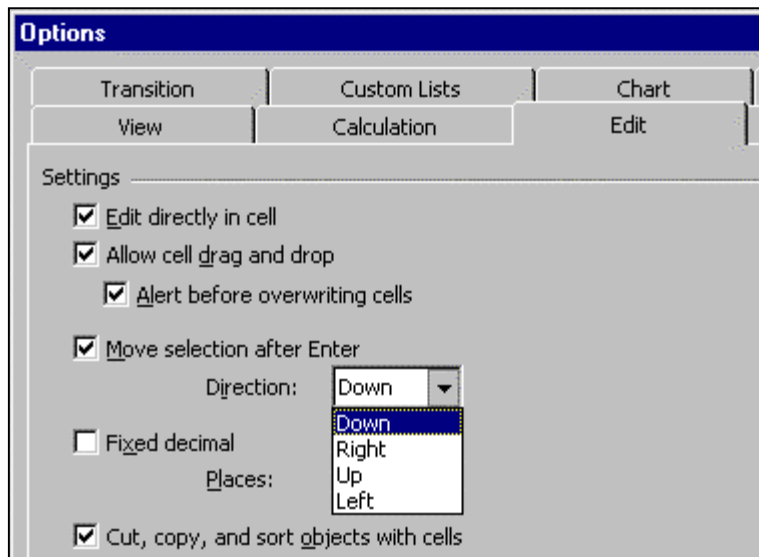 Options
Transition Custom Lists Chart
View Calculation Edit
Settings
Edit directly in cell
Allow cell drag and drop
Alert before overwriting cells
Move selection after Enter
Direction: Down
Down
Fixed decimal
Right
Places:
Up
Left
Cut, copy, and sort objects with cells